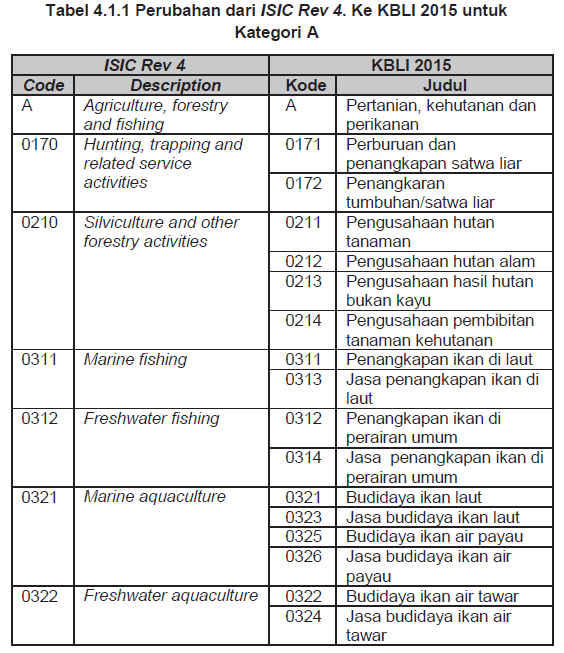 Tabel 4.1.1 Perubahan dari ISIC Rev 4. Ke KBLI 2015 untuk
Kategori A
ISIC Rev 4 KBLI 2015
Code Description Kode Judul
A Agriculture, forestry and fishing A Pertanian, kehutanan dan perikanan
0170 Hunting, trapping and related service activities 0171 Perburuan dan penangkapan satwa liar
0172 Penangkaran tumbuhan/satwa liar
0210 Silviculture and other forestry activities 0211 Pengusahaan hutan tanaman
0212 Pengusahaan hutan alam
0213 Pengusahaan hasil hutan bukan kayu
0214 Pengusahaan pembibitan tanaman kehutanan
0311 Marine fishing 0311 Penangkapan ikan di laut
0313 Jasa penangkapan ikan di laut
0312 Freshwater fishing 0312 Penangkapan ikan di perairan umum
0314 Jasa penangkapan ikan di perairan umum
0321 Marine aquaculture 0321 Budidaya ikan laut
0323 Jasa budidaya ikan laut
0325 Budidaya ikan air payau
0326 Jasa budidaya ikan air payau
0322 Freshwater aquaculture 0322 Budidaya ikan air tawar
0324 Jasa budidaya ikan air tawar